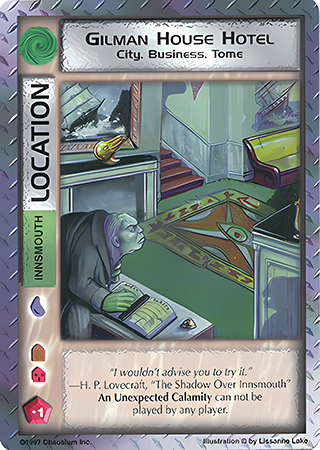 GILMAN HOUSE HOTEL
City, Business, Tome
LOCATION
INNSMOUTH
"I wouldn't advise you to try it."
—H. P. Lovecraft, "The Shadow Over Innsmouth"
An Unexpected Calamity can not be
played by any player.
-1
©1997 Chaosium Inc.
Illustration © by Lissanne Lake